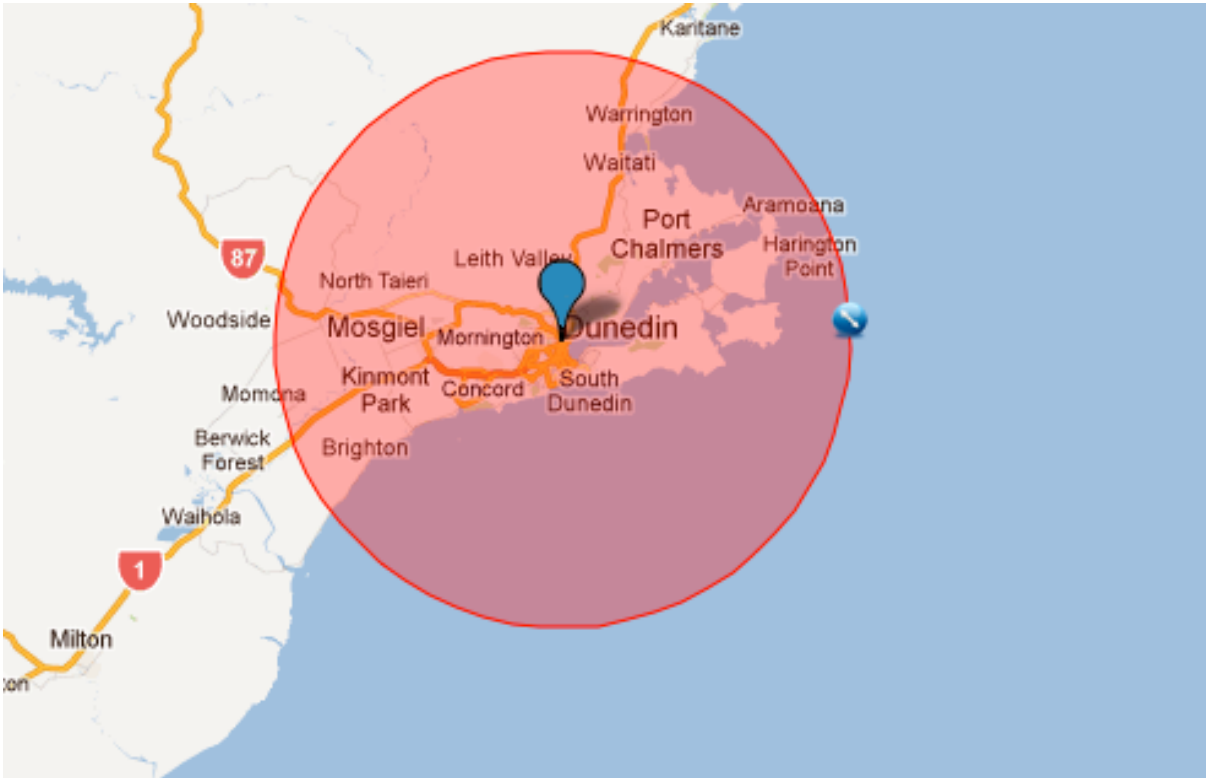 Karitane
Warrington
Waitati
Aramoana
Port
Chalmers
Harington
Point
87
Leith Valley
North Taieri
Woodside
Mosgiel
Mornington
Dunedin
Kinmont
Park
Concord
South
Dunedin
Momona
Berwick
Forest
Brighton
Waihola
1
Milton
ton